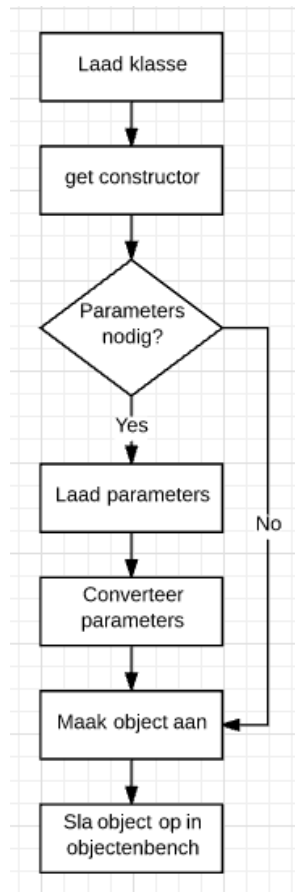 Laad klasse
get constructor
Parameters
nodig?
Yes
Laad parameters
No
Converteer
parameters
Maak object aan
Sla object op in
objectenbench